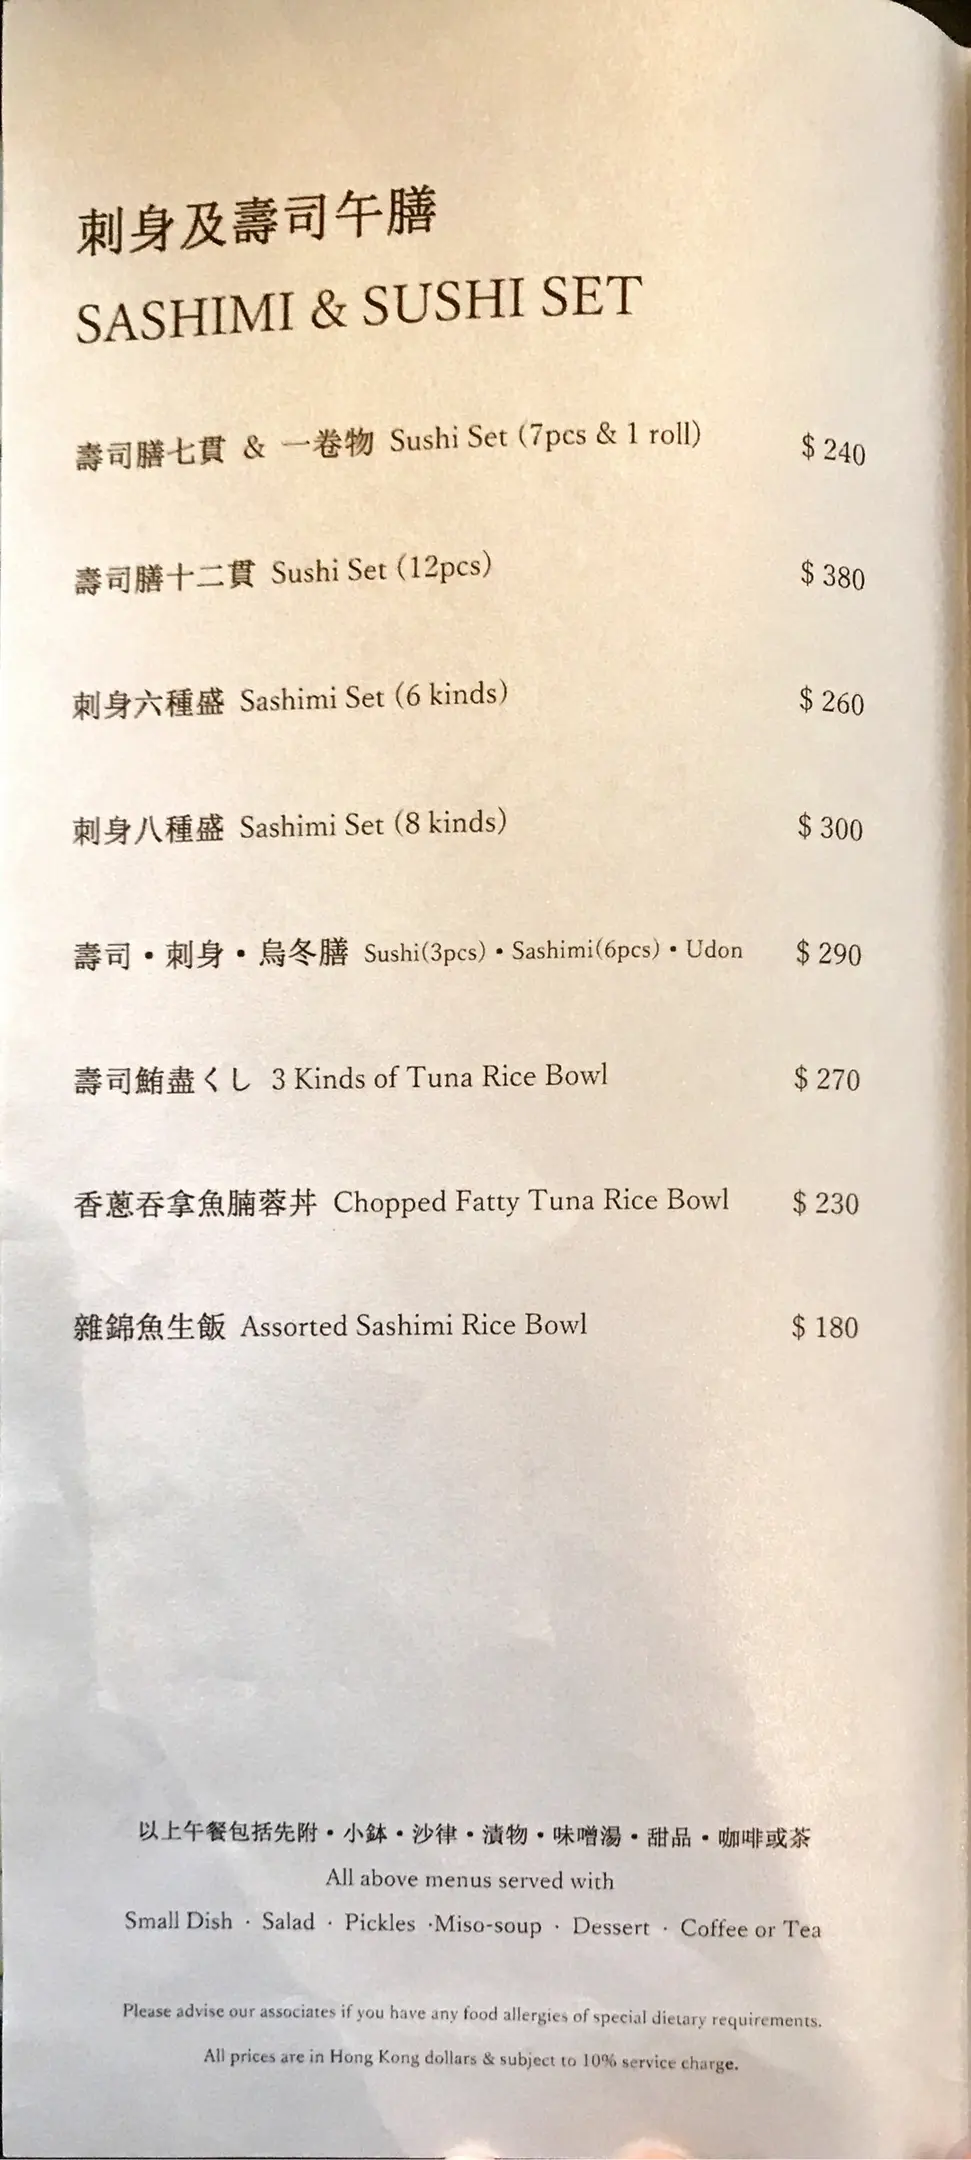 刺身及壽司午膳
SASHIMI & SUSHI SET
壽司膳七貫 & 一卷物 Sushi Set (7pcs & 1 roll) $ 240
壽司膳十二貫 Sushi Set (12pcs) $ 380
刺身六種盛 Sashimi Set (6 kinds) $ 260
刺身八種盛 Sashimi Set (8 kinds) $ 300
壽司・刺身・烏冬膳 Sushi(3pcs)・Sashimi(6pcs)・Udon $ 290
壽司鮪盡くし 3 Kinds of Tuna Rice Bowl $ 270
香蔥吞拿魚腩蓉丼 Chopped Fatty Tuna Rice Bowl $ 230
雜錦魚生飯 Assorted Sashimi Rice Bowl $ 180
以上午餐包括先附・小鉢・沙律・漬物・味噌湯・甜品・咖啡或茶
All above menus served with
Small Dish · Salad · Pickles ·Miso-soup · Dessert · Coffee or Tea
Please advise our associates if you have any food allergies of special dietary requirements.
All prices are in Hong Kong dollars & subject to 10% service charge.